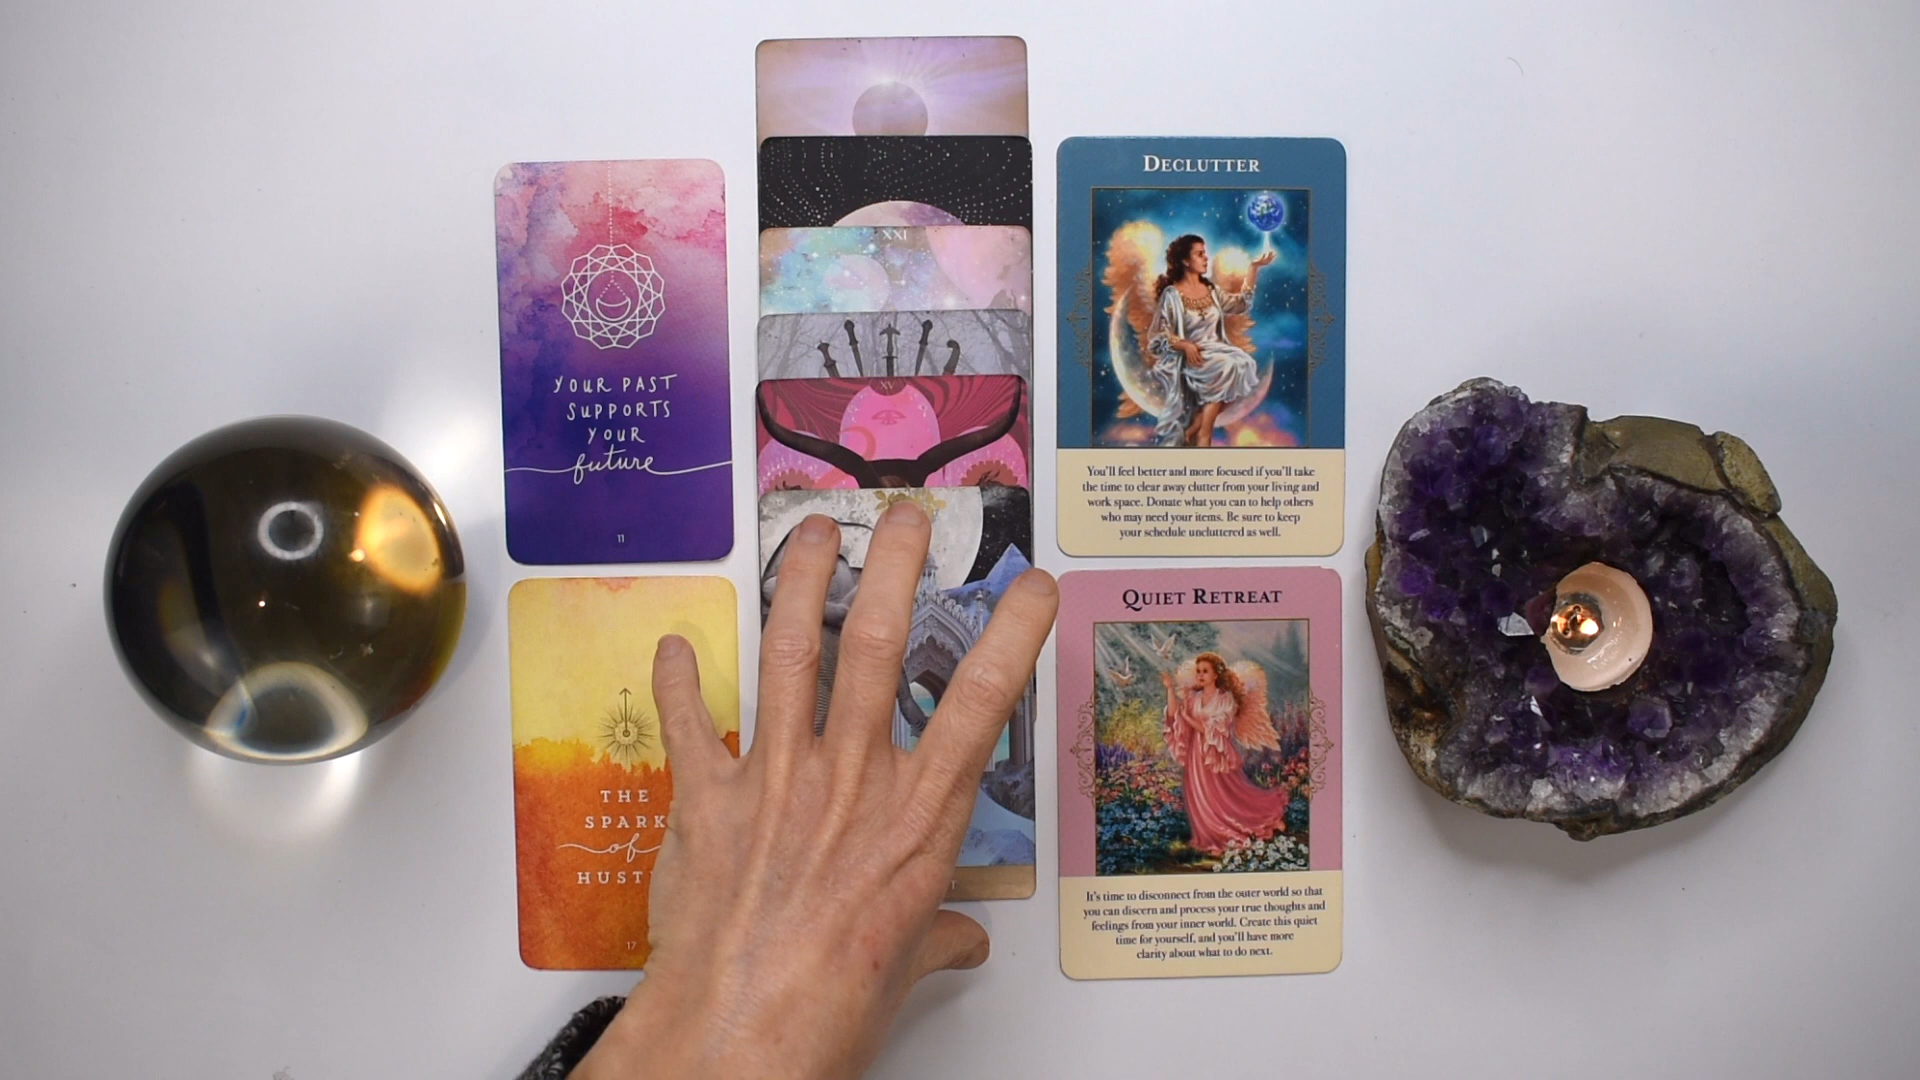 YOUR PAST
SUPPORTS
YOUR
future
11
THE
SPARK
of
HUST
17
XXI
XV
DECLUTTER
You'll feel better and more focused if you'll take
the time to clear away clutter from your living and
work space. Donate what you can to help others
who may need your items. Be sure to keep
your schedule uncluttered as well.
QUIET RETREAT
It's time to disconnect from the outer world so that
you can discern and process your true thoughts and
feelings from your inner world. Create this quiet
time for yourself, and you'll have more
clarity about what to do next.